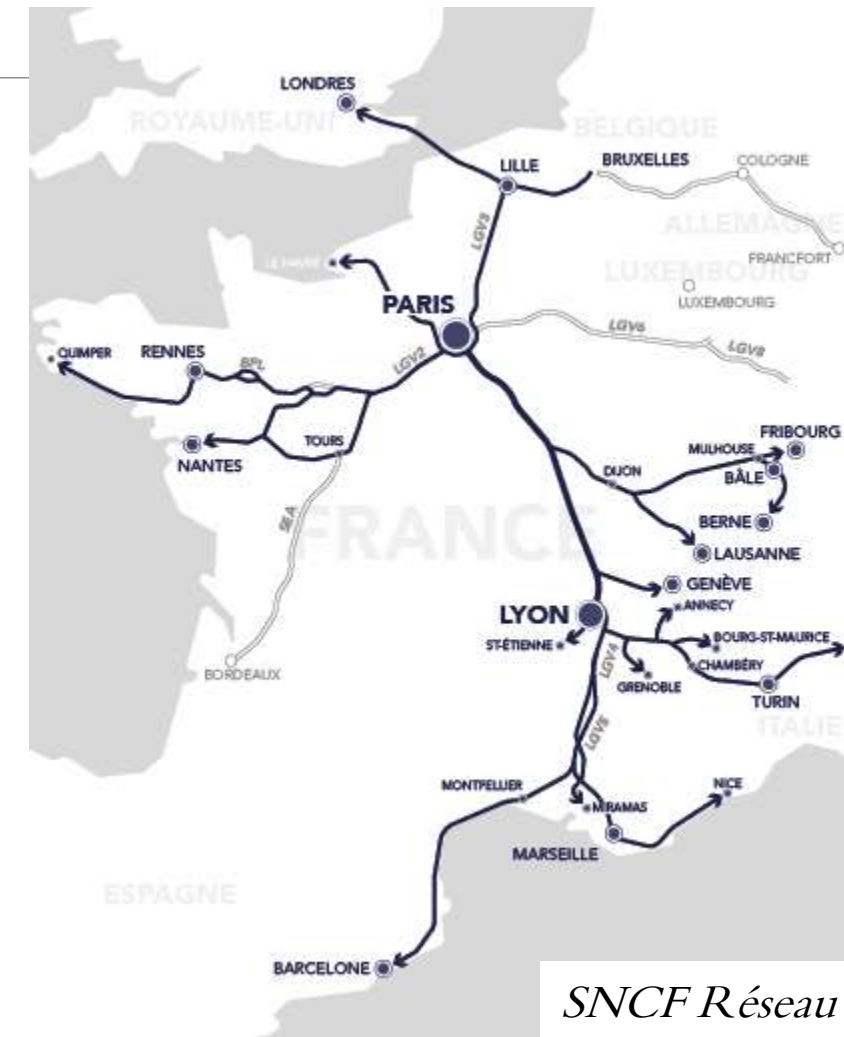 LONDRES
ROYAUME-UNI
BELGIQUE
LILLE
BRUXELLES
COLOGNE
LGV3
ALLEMAGNE
FRANCFORT
LE HAVRE
LUXEMBOURG
LUXEMBOURG
PARIS
LGV6
LGV8
QUIMPER
RENNES
BPL
LGV2
NANTES
TOURS
FRIBOURG
MULHOUSE
BÂLE
DIJON
SEA
FRANCE
BERNE
LAUSANNE
GENÈVE
ANNECY
LYON
ST-ÉTIENNE
BOURG-ST-MAURICE
LGV4
CHAMBÉRY
GRENOBLE
BORDEAUX
TURIN
ITALIE
LGV5
MONTPELLIER
NICE
MIRAMAS
MARSEILLE
ESPAGNE
BARCELONE
SNCF Réseau